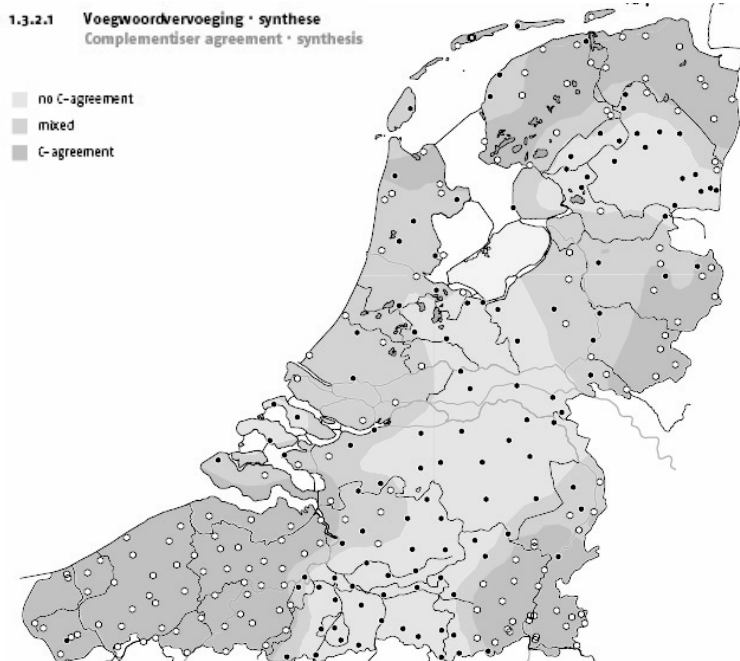 1.3.2.1 Voegwoordvervoeging · synthese
Complementiser agreement · synthesis
no C-agreement
mixed
C-agreement